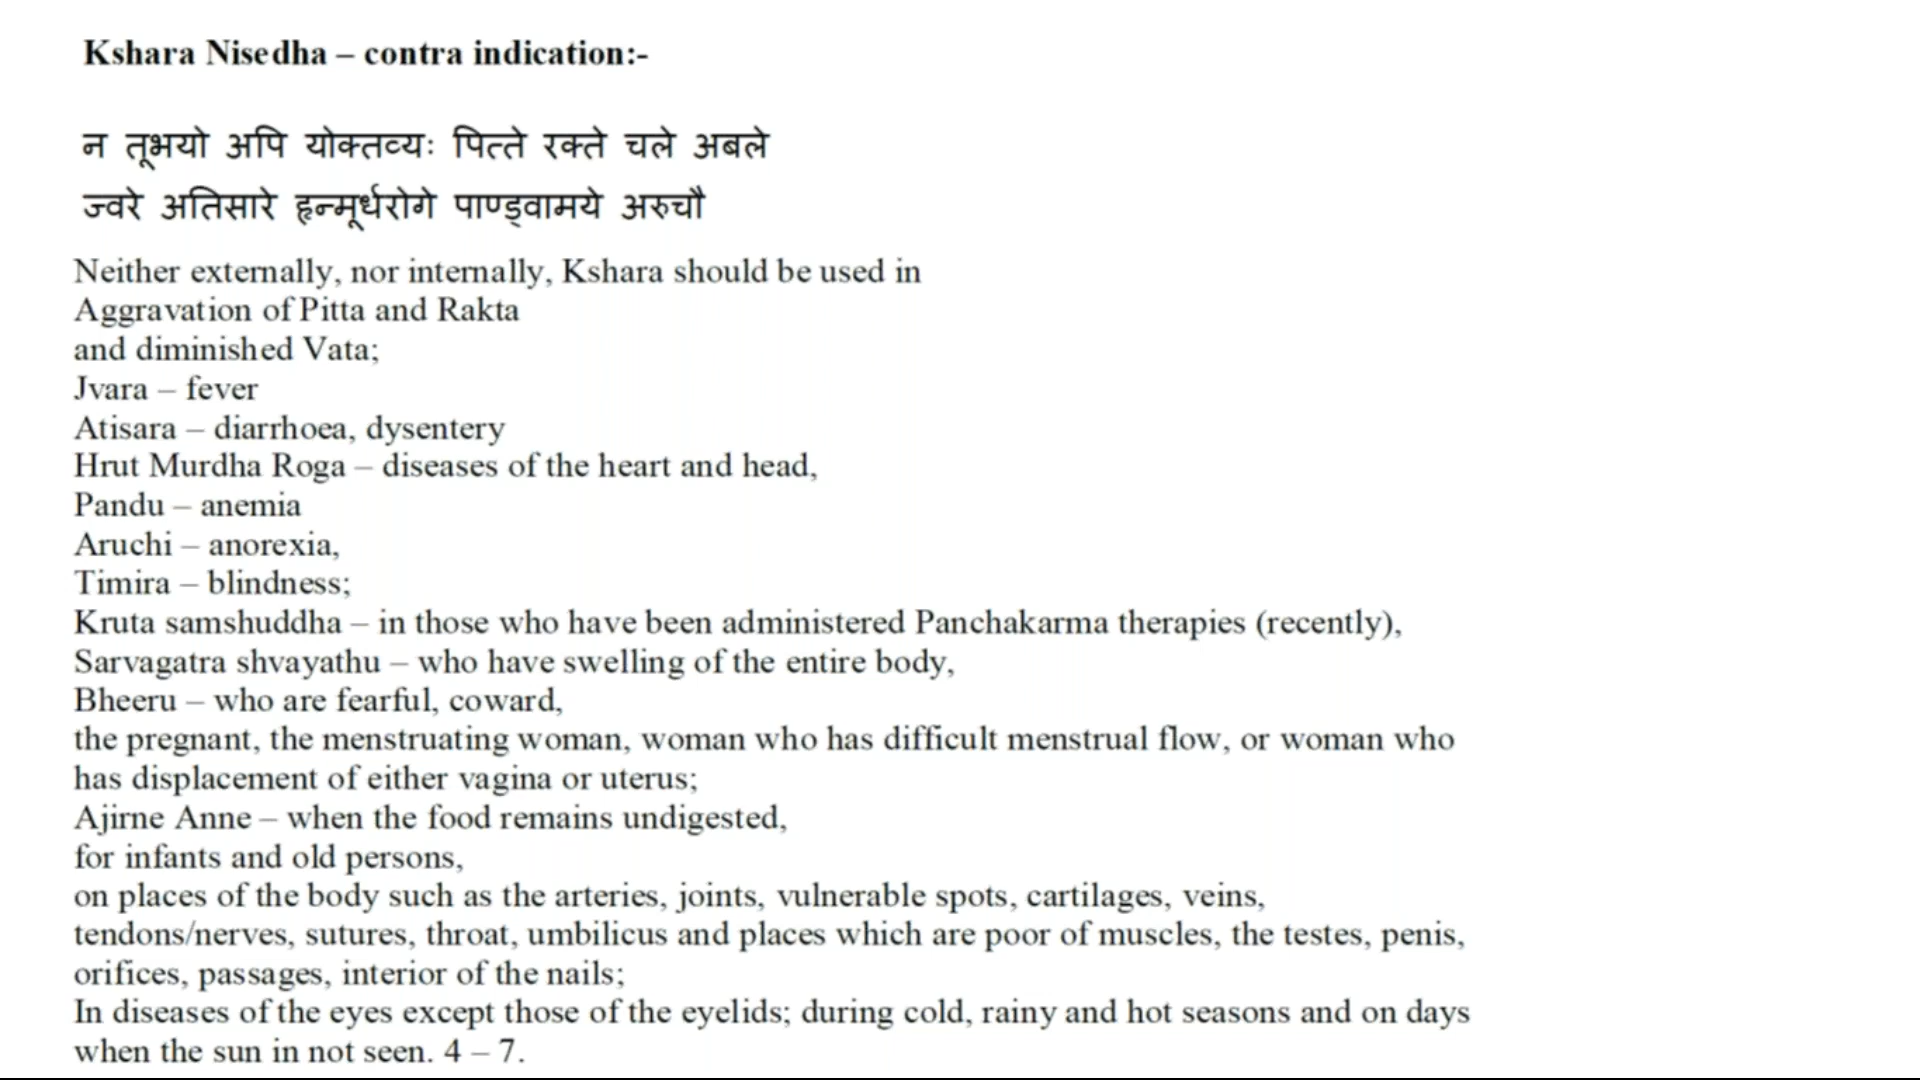 Kshara Nisedha – contra indication:-
न तूभयो अपि योक्तव्यः पित्ते रक्ते चले अबले
ज्वरे अतिसारे हृन्मूर्धरोगे पाण्ड्वामये अरुचौ
Neither externally, nor internally, Kshara should be used in
Aggravation of Pitta and Rakta
and diminished Vata;
Jvara – fever
Atisara – diarrhoea, dysentery
Hrut Murdha Roga – diseases of the heart and head,
Pandu – anemia
Aruchi – anorexia,
Timira – blindness;
Kruta samshuddha – in those who have been administered Panchakarma therapies (recently),
Sarvagatra shvayathu – who have swelling of the entire body,
Bheeru – who are fearful, coward,
the pregnant, the menstruating woman, woman who has difficult menstrual flow, or woman who
has displacement of either vagina or uterus;
Ajirne Anne – when the food remains undigested,
for infants and old persons,
on places of the body such as the arteries, joints, vulnerable spots, cartilages, veins,
tendons/nerves, sutures, throat, umbilicus and places which are poor of muscles, the testes, penis,
orifices, passages, interior of the nails;
In diseases of the eyes except those of the eyelids; during cold, rainy and hot seasons and on days
when the sun in not seen. 4 – 7.